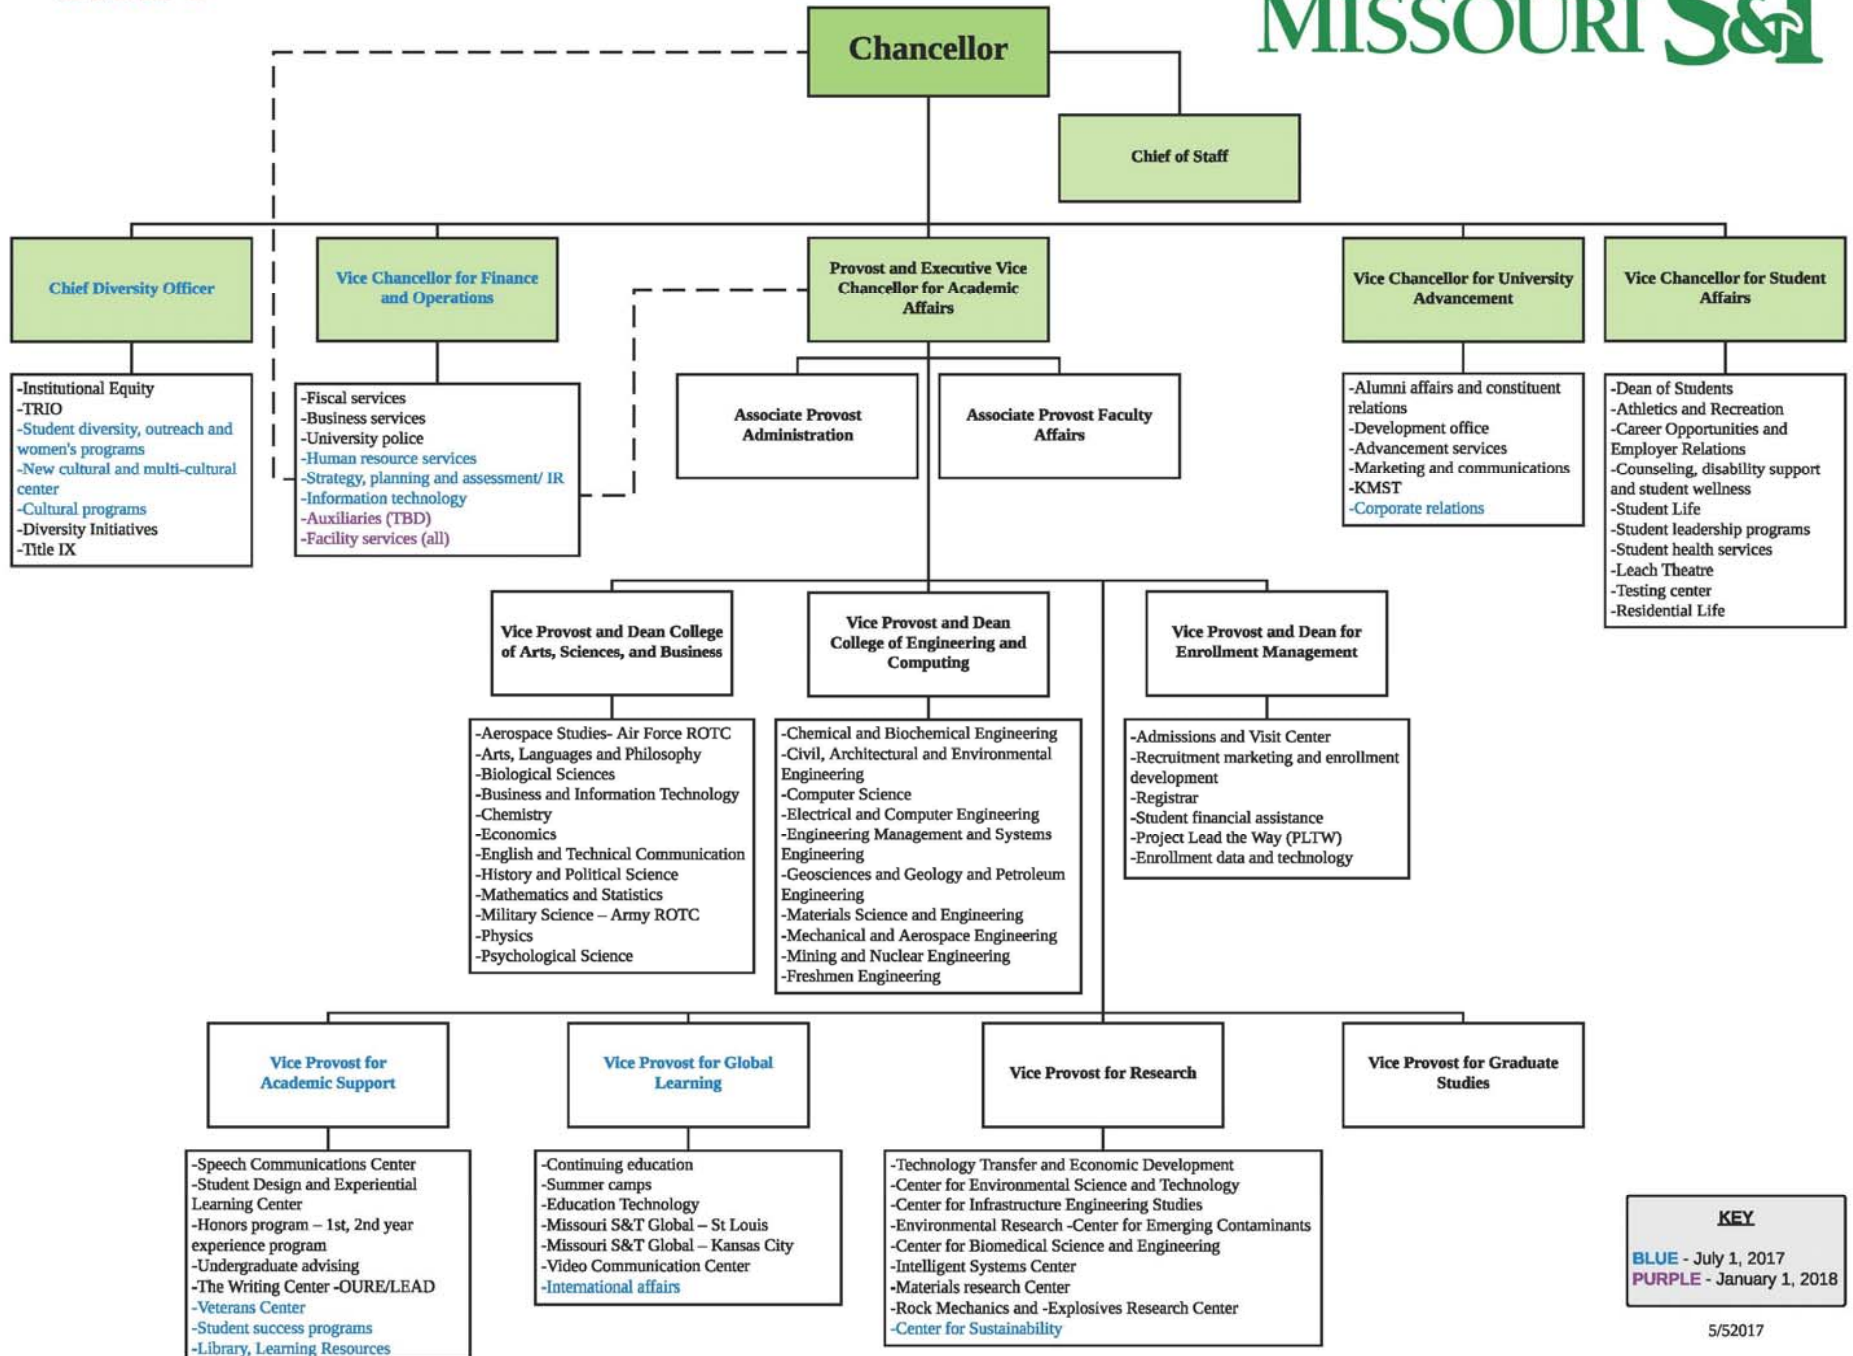 MISSOURI S&T
Chancellor
Chief of Staff
Chief Diversity Officer
Vice Chancellor for Finance
and Operations
Provost and Executive Vice
Chancellor for Academic
Affairs
Vice Chancellor for University
Advancement
Vice Chancellor for Student
Affairs
-Institutional Equity
-TRIO
-Student diversity, outreach and
women's programs
-New cultural and multi-cultural
center
-Cultural programs
-Diversity Initiatives
-Title IX
-Fiscal services
-Business services
-University police
-Human resource services
-Strategy, planning and assessment/ IR
-Information technology
-Auxiliaries (TBD)
-Facility services (all)
Associate Provost
Administration
Associate Provost Faculty
Affairs
-Alumni affairs and constituent
relations
-Development office
-Advancement services
-Marketing and communications
-KMST
-Corporate relations
-Dean of Students
-Athletics and Recreation
-Career Opportunities and
Employer Relations
-Counseling, disability support
and student wellness
-Student Life
-Student leadership programs
-Student health services
-Leach Theatre
-Testing center
-Residential Life
Vice Provost and Dean College
of Arts, Sciences, and Business
Vice Provost and Dean
College of Engineering and
Computing
Vice Provost and Dean for
Enrollment Management
-Aerospace Studies- Air Force ROTC
-Arts, Languages and Philosophy
-Biological Sciences
-Business and Information Technology
-Chemistry
-Economics
-English and Technical Communication
-History and Political Science
-Mathematics and Statistics
-Military Science – Army ROTC
-Physics
-Psychological Science
-Chemical and Biochemical Engineering
-Civil, Architectural and Environmental
Engineering
-Computer Science
-Electrical and Computer Engineering
-Engineering Management and Systems
Engineering
-Geosciences and Geology and Petroleum
Engineering
-Materials Science and Engineering
-Mechanical and Aerospace Engineering
-Mining and Nuclear Engineering
-Freshmen Engineering
-Admissions and Visit Center
-Recruitment marketing and enrollment
development
-Registrar
-Student financial assistance
-Project Lead the Way (PLTW)
-Enrollment data and technology
Vice Provost for
Academic Support
Vice Provost for Global
Learning
Vice Provost for Research
Vice Provost for Graduate
Studies
-Speech Communications Center
-Student Design and Experiential
Learning Center
-Honors program – 1st, 2nd year
experience program
-Undergraduate advising
-The Writing Center -OURE/LEAD
-Veterans Center
-Student success programs
-Library, Learning Resources
-Continuing education
-Summer camps
-Education Technology
-Missouri S&T Global – St Louis
-Missouri S&T Global – Kansas City
-Video Communication Center
-International affairs
-Technology Transfer and Economic Development
-Center for Environmental Science and Technology
-Center for Infrastructure Engineering Studies
-Environmental Research -Center for Emerging Contaminants
-Center for Biomedical Science and Engineering
-Intelligent Systems Center
-Materials research Center
-Rock Mechanics and -Explosives Research Center
-Center for Sustainability
KEY
BLUE - July 1, 2017
PURPLE - January 1, 2018
5/52017